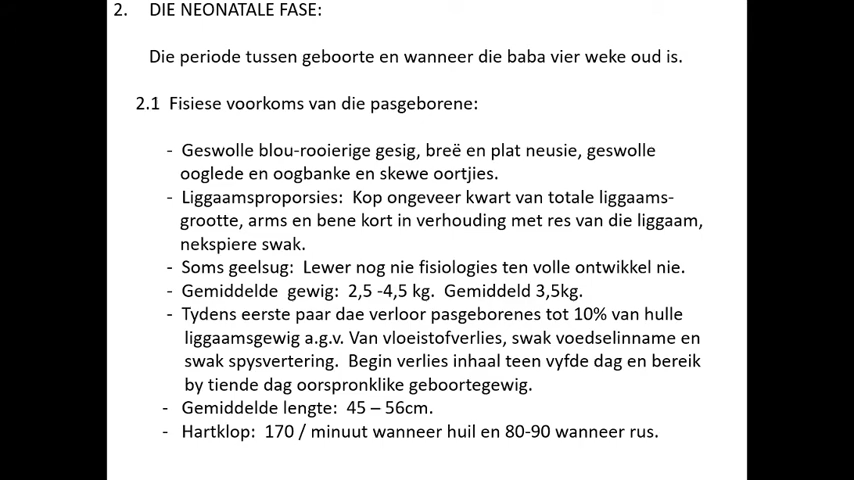 2. DIE NEONATALE FASE:
Die periode tussen geboorte en wanneer die baba vier weke oud is.
2.1 Fisiese voorkoms van die pasgeborene:
- Geswolle blou-rooierige gesig, breë en plat neusie, geswolle
ooglede en oogbanke en skewe oortjies.
- Liggaamsproporsies: Kop ongeveer kwart van totale liggaams-
grootte, arms en bene kort in verhouding met res van die liggaam,
nekspiere swak.
- Soms geelsug: Lewer nog nie fisiologies ten volle ontwikkel nie.
- Gemiddelde gewig: 2,5 -4,5 kg. Gemiddeld 3,5kg.
- Tydens eerste paar dae verloor pasgeborenes tot 10% van hulle
liggaamsgewig a.g.v. Van vloeistofverlies, swak voedselinname en
swak spysvertering. Begin verlies inhaal teen vyfde dag en bereik
by tiende dag oorspronklike geboortegewig.
- Gemiddelde lengte: 45 – 56cm.
- Hartklop: 170 / minuut wanneer huil en 80-90 wanneer rus.